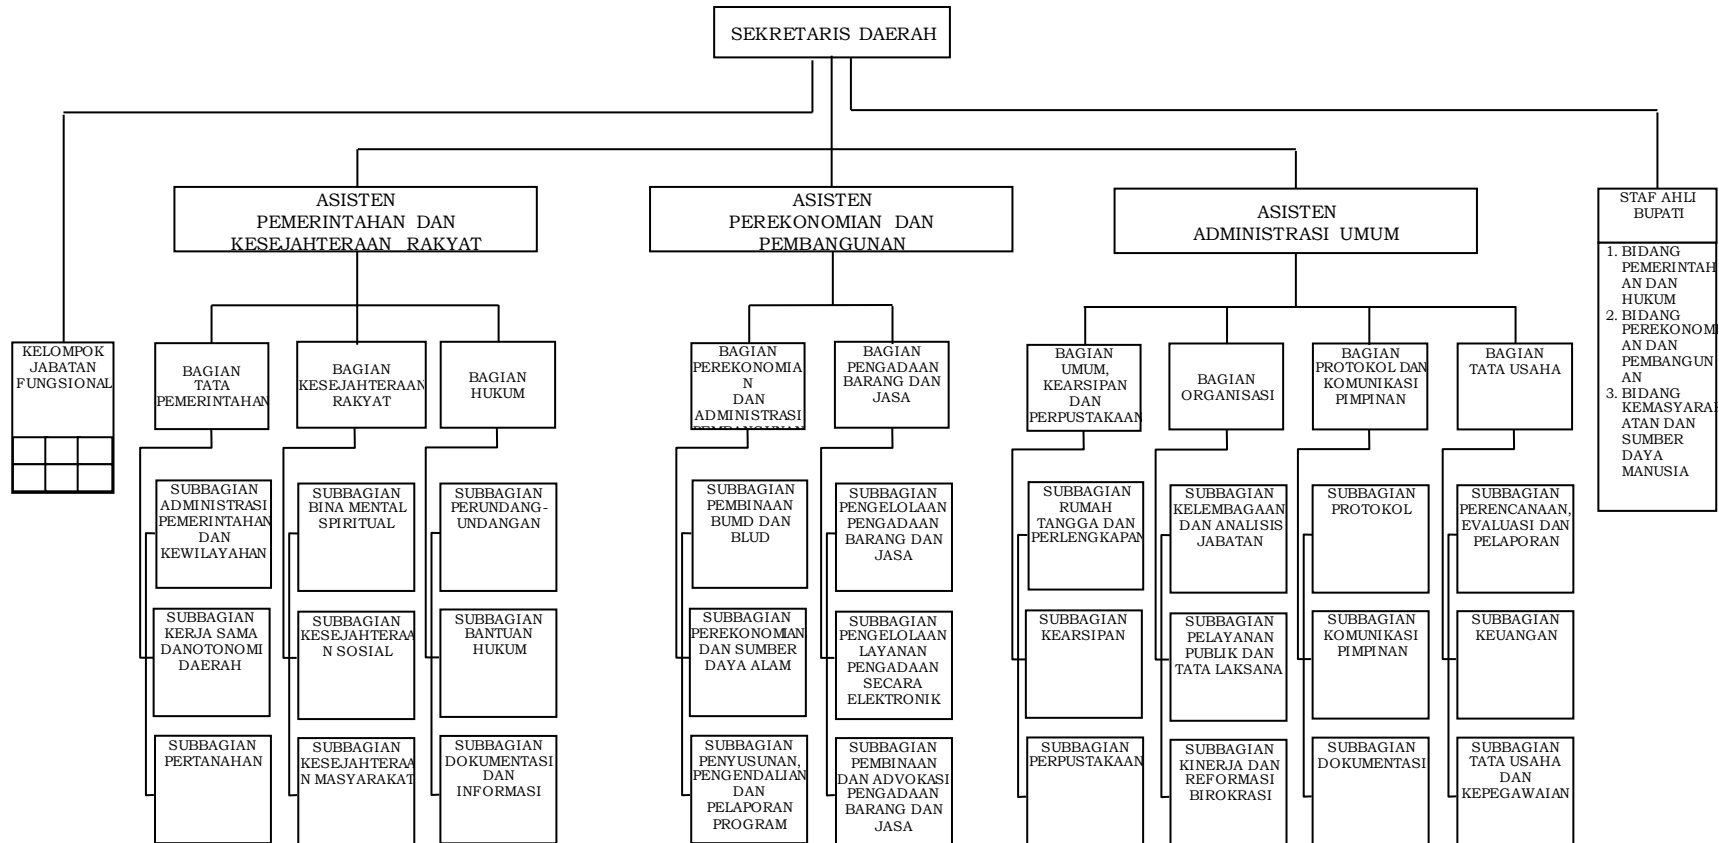 SEKRETARIS DAERAH
ASISTEN
PEMERINTAHAN DAN
KESEJAHTERAAN RAKYAT
ASISTEN
PEREKONOMIAN DAN
PEMBANGUNAN
ASISTEN
ADMINISTRASI UMUM
STAF AHLI
BUPATI
1. BIDANG
PEMERINTAH
AN DAN
HUKUM
2. BIDANG
PEREKONOMI
AN DAN
PEMBANGUN
AN
3. BIDANG
KEMASYARAK
ATAN DAN
SUMBER
DAYA
MANUSIA
KELOMPOK
JABATAN
FUNGSIONAL
BAGIAN
TATA
PEMERINTAHAN
BAGIAN
KESEJAHTERAAN
RAKYAT
BAGIAN
HUKUM
BAGIAN
PEREKONOMIA
N
DAN
ADMINISTRASI
PEMBANGUNAN
BAGIAN
PENGADAAN
BARANG DAN
JASA
BAGIAN
UMUM,
KEARSIPAN
DAN
PERPUSTAKAAN
BAGIAN
ORGANISASI
BAGIAN
PROTOKOL DAN
KOMUNIKASI
PIMPINAN
BAGIAN
TATA USAHA
SUBBAGIAN
ADMINISTRASI
PEMERINTAHAN
DAN
KEWILAYAHAN
SUBBAGIAN
BINA MENTAL
SPIRITUAL
SUBBAGIAN
PERUNDANG-
UNDANGAN
SUBBAGIAN
PEMBINAAN
BUMD DAN
BLUD
SUBBAGIAN
PENGELOLAAN
PENGADAAN
BARANG DAN
JASA
SUBBAGIAN
RUMAH
TANGGA DAN
PERLENGKAPAN
SUBBAGIAN
KELEMBAGAAN
DAN ANALISIS
JABATAN
SUBBAGIAN
PROTOKOL
SUBBAGIAN
PERENCANAAN,
EVALUASI DAN
PELAPORAN
SUBBAGIAN
KERJA SAMA
DANOTONOMI
DAERAH
SUBBAGIAN
KESEJAHTERAA
N SOSIAL
SUBBAGIAN
BANTUAN
HUKUM
SUBBAGIAN
PEREKONOMIAN
DAN SUMBER
DAYA ALAM
SUBBAGIAN
PENGELOLAAN
LAYANAN
PENGADAAN
SECARA
ELEKTRONIK
SUBBAGIAN
KEARSIPAN
SUBBAGIAN
PELAYANAN
PUBLIK DAN
TATA LAKSANA
SUBBAGIAN
KOMUNIKASI
PIMPINAN
SUBBAGIAN
KEUANGAN
SUBBAGIAN
PERTANAHAN
SUBBAGIAN
KESEJAHTERAA
N MASYARAKAT
SUBBAGIAN
DOKUMENTASI
DAN
INFORMASI
SUBBAGIAN
PENYUSUNAN,
PENGENDALIAN
DAN
PELAPORAN
PROGRAM
SUBBAGIAN
PEMBINAAN
DAN ADVOKASI
PENGADAAN
BARANG DAN
JASA
SUBBAGIAN
PERPUSTAKAAN
SUBBAGIAN
KINERJA DAN
REFORMASI
BIROKRASI
SUBBAGIAN
DOKUMENTASI
SUBBAGIAN
TATA USAHA
DAN
KEPEGAWAIAN